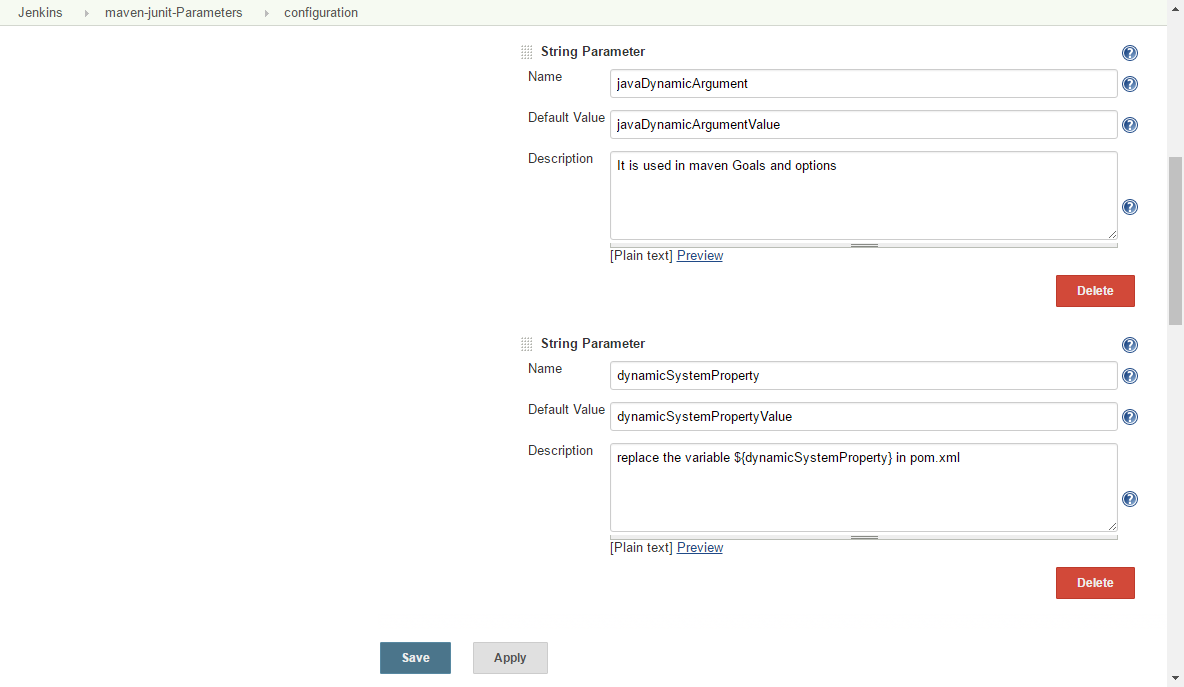 Jenkins maven-junit-Parameters configuration
String Parameter
Name javaDynamicArgument
Default Value javaDynamicArgumentValue
Description It is used in maven Goals and options
[Plain text] Preview
Delete
String Parameter
Name dynamicSystemProperty
Default Value dynamicSystemPropertyValue
Description replace the variable ${dynamicSystemProperty} in pom.xml
[Plain text] Preview
Delete
Save Apply